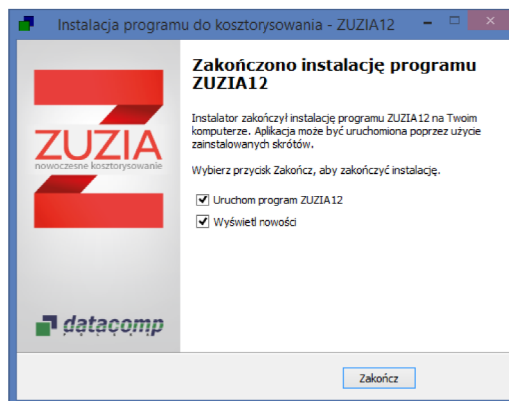 Instalacja programu do kosztorysowania - ZUZIA12
Zakończono instalację programu
ZUZIA12
Instalator zakończył instalację programu ZUZIA12 na Twoim
komputerze. Aplikacja może być uruchomiona poprzez użycie
zainstalowanych skrótów.
Wybierz przycisk Zakończ, aby zakończyć instalację.
Uruchom program ZUZIA12
Wyświetl nowości
ZUZIA
nowoczesne kosztorysowanie
datacomp
Zakończ